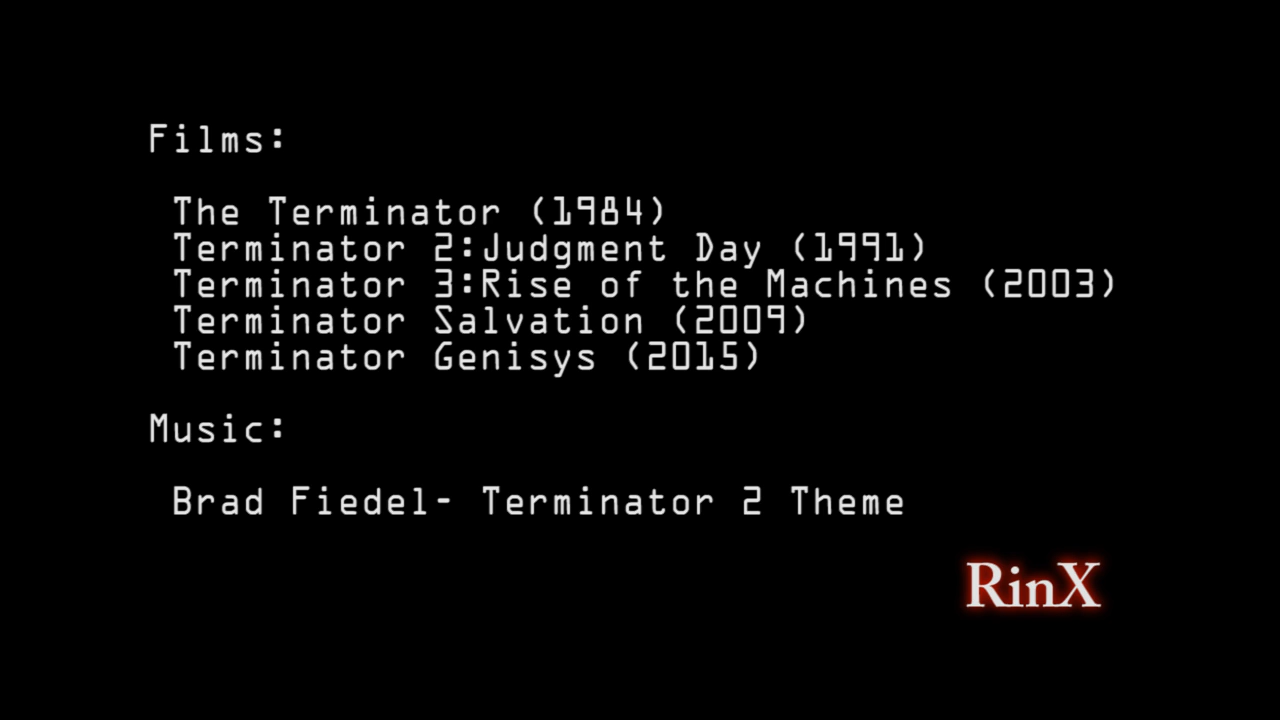 Films:
The Terminator (1984)
Terminator 2:Judgment Day (1991)
Terminator 3:Rise of the Machines (2003)
Terminator Salvation (2009)
Terminator Genisys (2015)
Music:
Brad Fiedel- Terminator 2 Theme
RinX